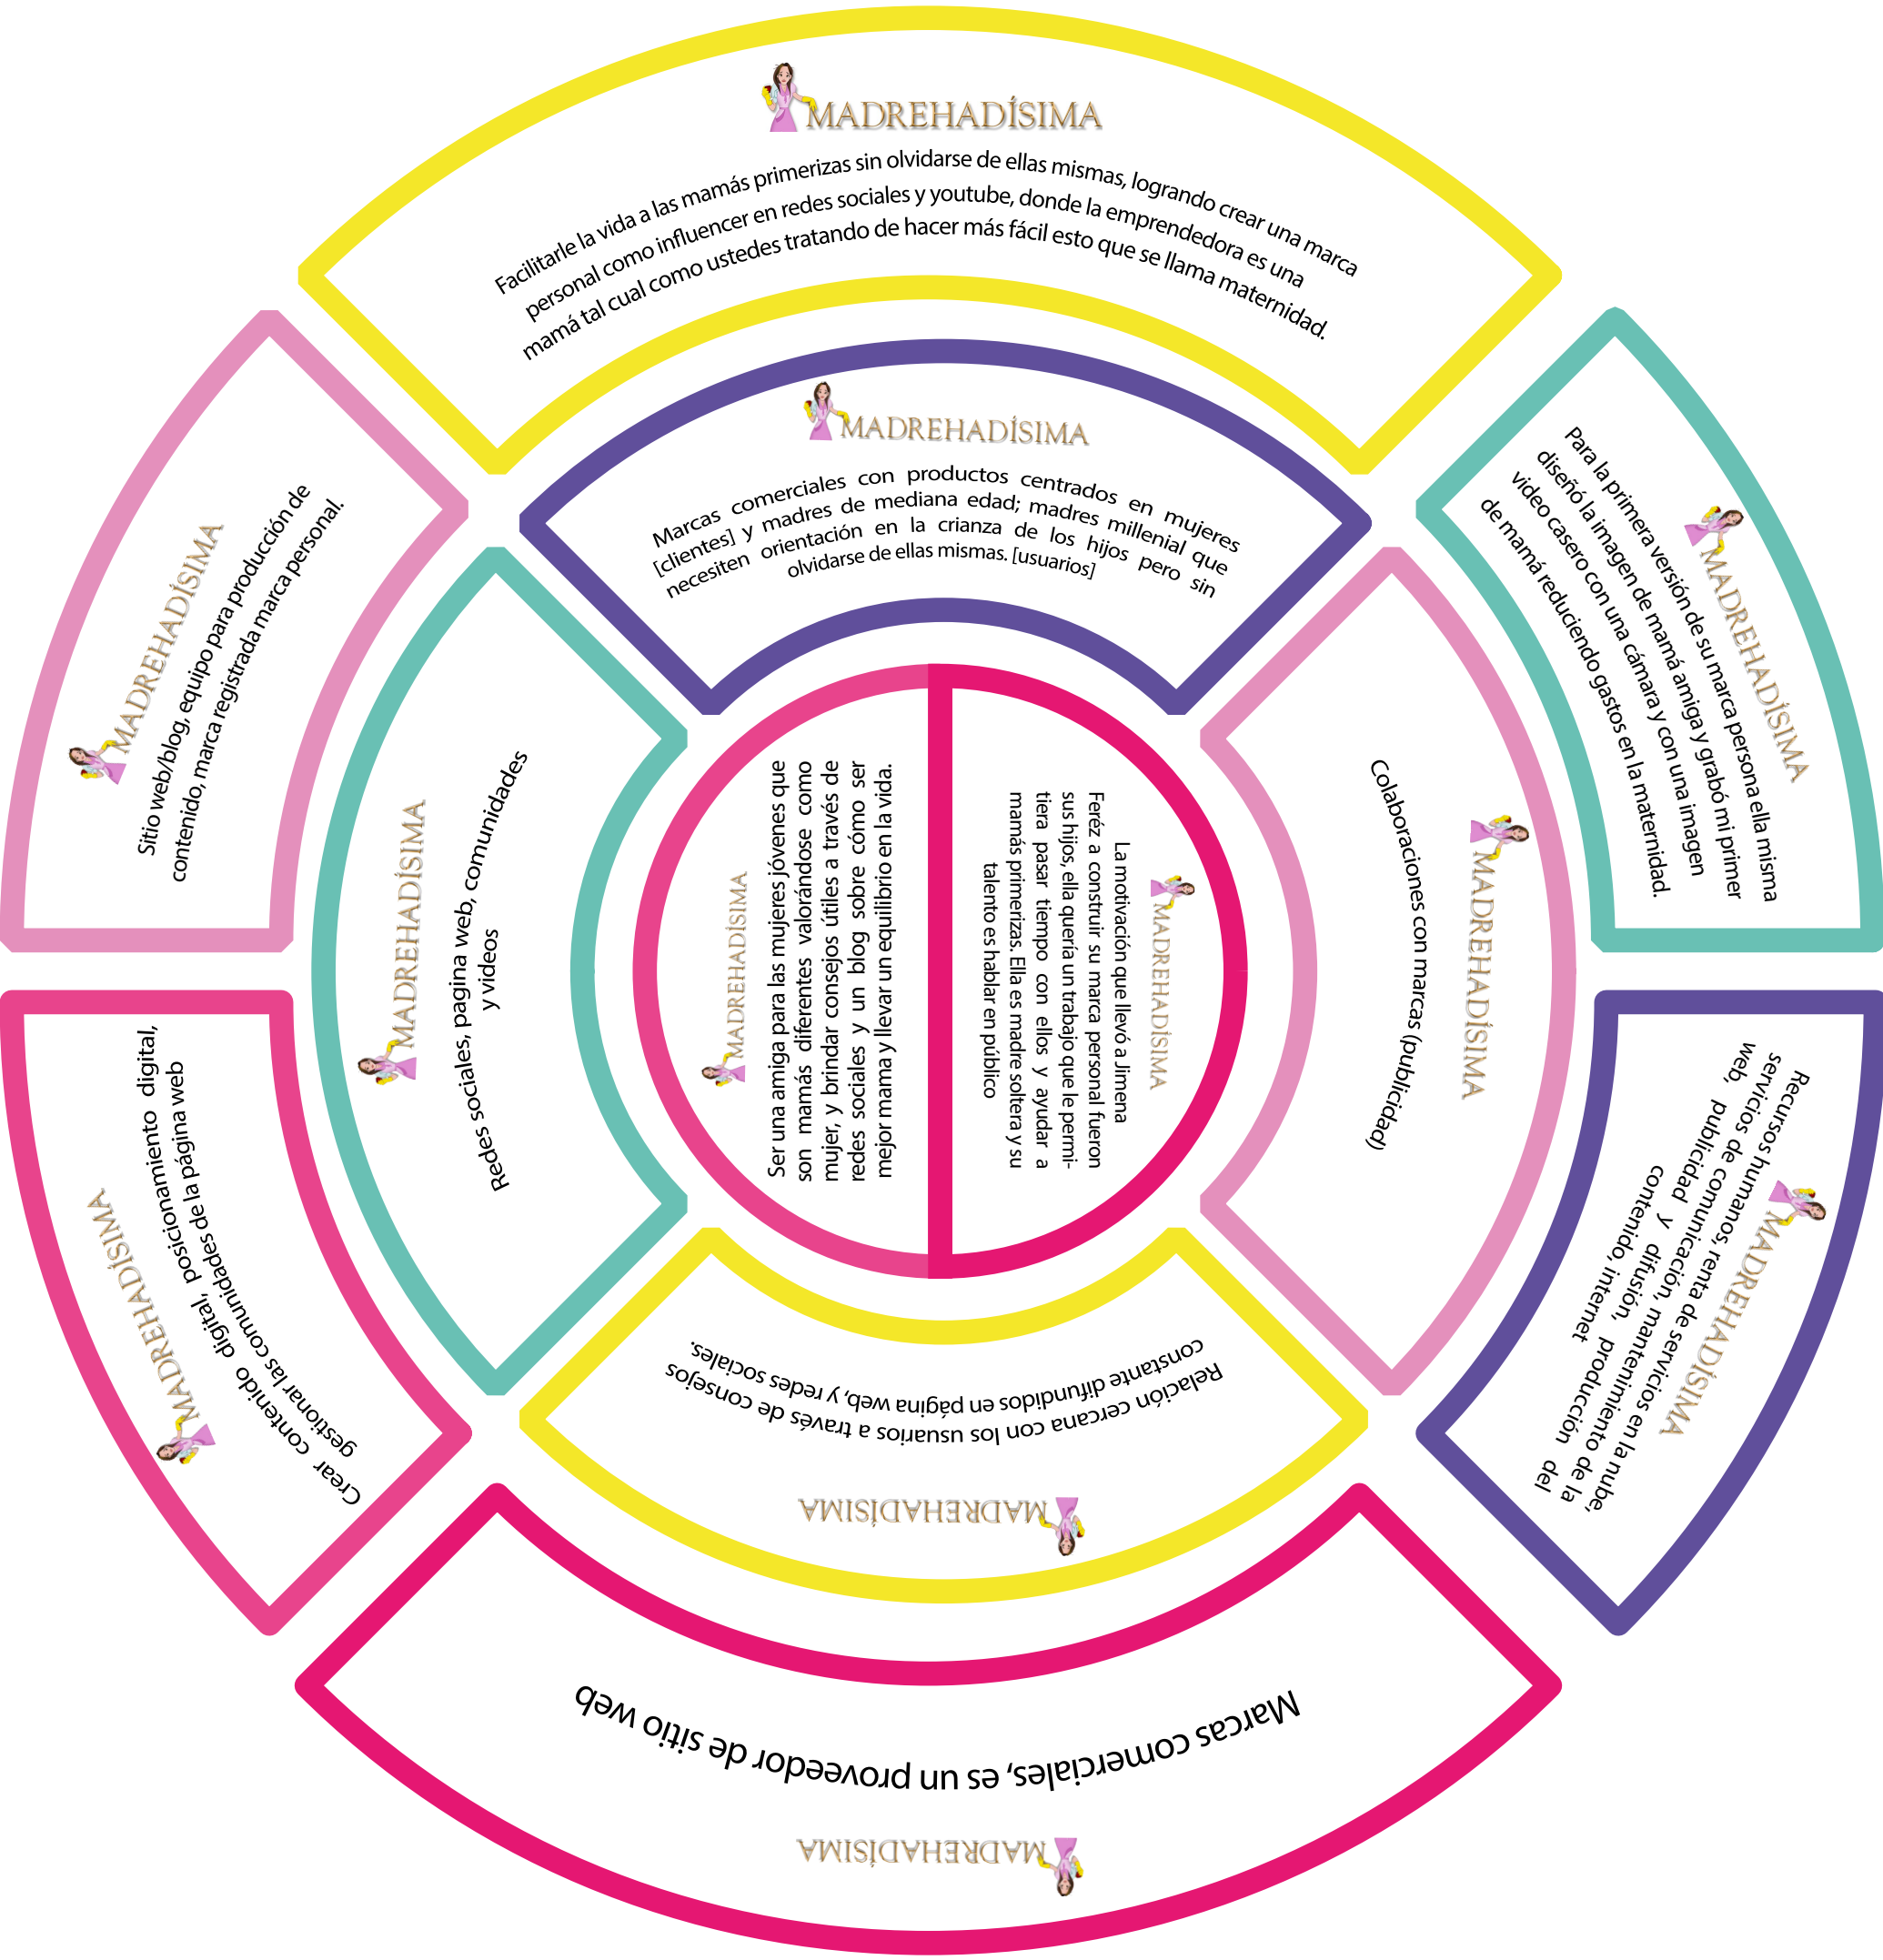 MADREHADÍSIMA
Facilitarle la vida a las mamás primerizas sin olvidarse de ellas mismas, logrando crear una marca
personal como influencer en redes sociales y youtube, donde la emprendedora es una
mamá tal cual como ustedes tratando de hacer más fácil esto que se llama maternidad.
MADREHADÍSIMA
Marcas comerciales con productos centrados en mujeres
[clientes] y madres de mediana edad; madres millenial que
necesiten orientación en la crianza de los hijos pero sin
olvidarse de ellas mismas. [usuarios]
MADREHADÍSIMA
Para la primera versión de su marca persona ella misma
diseñó la imagen de mamá amiga y grabó mi primer
video casero con una cámara y con una imagen
de mamá reduciendo gastos en la maternidad.
MADREHADÍSIMA
Sitio web/blog, equipo para producción de
contenido, marca registrada marca personal.
MADREHADÍSIMA
Redes sociales, pagina web, comunidades
y videos
MADREHADÍSIMA
Ser una amiga para las mujeres jóvenes que
son mamás diferentes valorándose como
mujer, y brindar consejos útiles a través de
redes sociales y un blog sobre cómo ser
mejor mama y llevar un equilibrio en la vida.
MADREHADÍSIMA
La motivación que llevó a Jimena
Feréz a construir su marca personal fueron
sus hijos, ella quería un trabajo que le permi-
tiera pasar tiempo con ellos y ayudar a
mamás primerizas. Ella es madre soltera y su
talento es hablar en público
MADREHADÍSIMA
Colaboraciones con marcas (publicidad)
MADREHADÍSIMA
Recursos humanos, renta de servicios en la nube,
servicios de comunicación, mantenimiento de la
web, publicidad y difusión, producción del
contenido, internet
MADREHADÍSIMA
Crear contenido digital, posicionamiento digital,
gestionar las comunidades de la página web
MADREHADÍSIMA
Relación cercana con los usuarios a través de consejos
constante difundidos en página web, y redes sociales.
MADREHADÍSIMA
Marcas comerciales, es un proveedor de sitio web